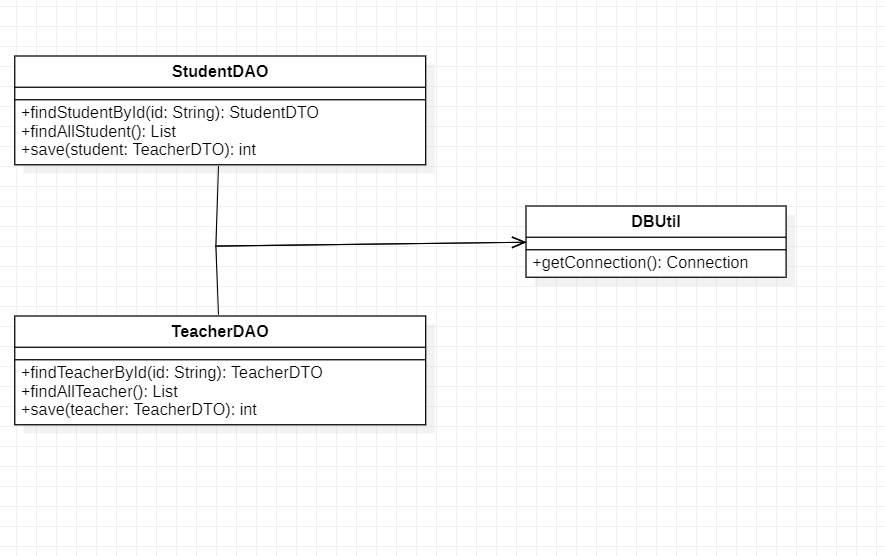 StudentDAO
+findStudentById(id: String): StudentDTO
+findAllStudent(): List
+save(student: TeacherDTO): int
DBUtil
+getConnection(): Connection
TeacherDAO
+findTeacherById(id: String): TeacherDTO
+findAllTeacher(): List
+save(teacher: TeacherDTO): int